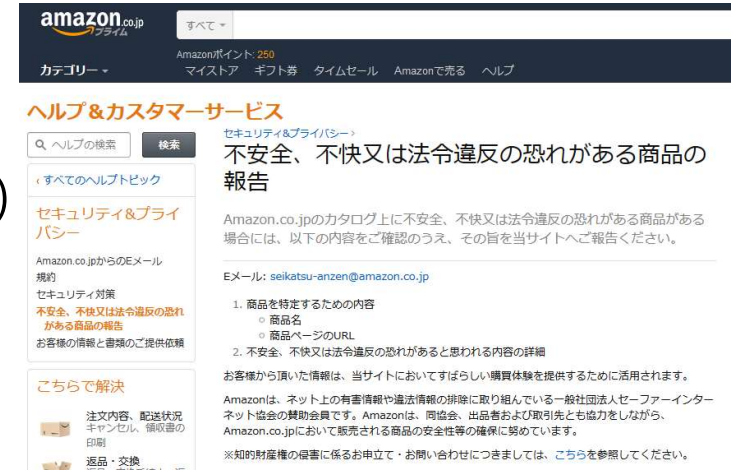 amazon.co.jp
プライム
すべて
Amazonポイント: 250
カテゴリー
マイストア ギフト券 タイムセール Amazonで売る ヘルプ
ヘルプ&カスタマーサービス
ヘルプの検索 検索
‹ すべてのヘルプトピック
セキュリティ&プライ
バシー
Amazon.co.jpからのEメール
規約
セキュリティ対策
不安全、不快又は法令違反の恐れ
がある商品の報告
お客様の情報と書類のご提供依頼
こちらで解決
注文内容、配送状況
キャンセル、領収書の
印刷
返品・交換
セキュリティ&プライバシー ›
不安全、不快又は法令違反の恐れがある商品の
報告
Amazon.co.jpのカタログ上に不安全、不快又は法令違反の恐れがある商品がある
場合には、以下の内容をご確認のうえ、その旨を当サイトへご報告ください。
Eメール: seikatsu-anzen@amazon.co.jp
1. 商品を特定するための内容
○ 商品名
○ 商品ページのURL
2. 不安全、不快又は法令違反の恐れがあると思われる内容の詳細
お客様から頂いた情報は、当サイトにおいてすばらしい購買体験を提供するために活用されます。
Amazonは、ネット上の有害情報や違法情報の排除に取り組んでいる一般社団法人セーファーインター
ネット協会の賛助会員です。Amazonは、同協会、出品者および取引先とも協力をしながら、
Amazon.co.jpにおいて販売される商品の安全性等の確保に努めています。
※知的財産権の侵害に係るお申立て・お問い合わせにつきましては、こちらを参照してください。
)